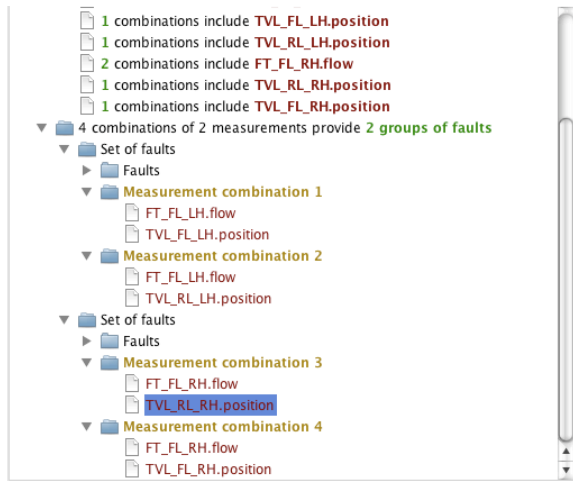 1 combinations include TVL_FL_LH.position
1 combinations include TVL_RL_LH.position
2 combinations include FT_FL_RH.flow
1 combinations include TVL_RL_RH.position
1 combinations include TVL_FL_RH.position
4 combinations of 2 measurements provide 2 groups of faults
Set of faults
Faults
Measurement combination 1
FT_FL_LH.flow
TVL_FL_LH.position
Measurement combination 2
FT_FL_LH.flow
TVL_RL_LH.position
Set of faults
Faults
Measurement combination 3
FT_FL_RH.flow
TVL_RL_RH.position
Measurement combination 4
FT_FL_RH.flow
TVL_FL_RH.position